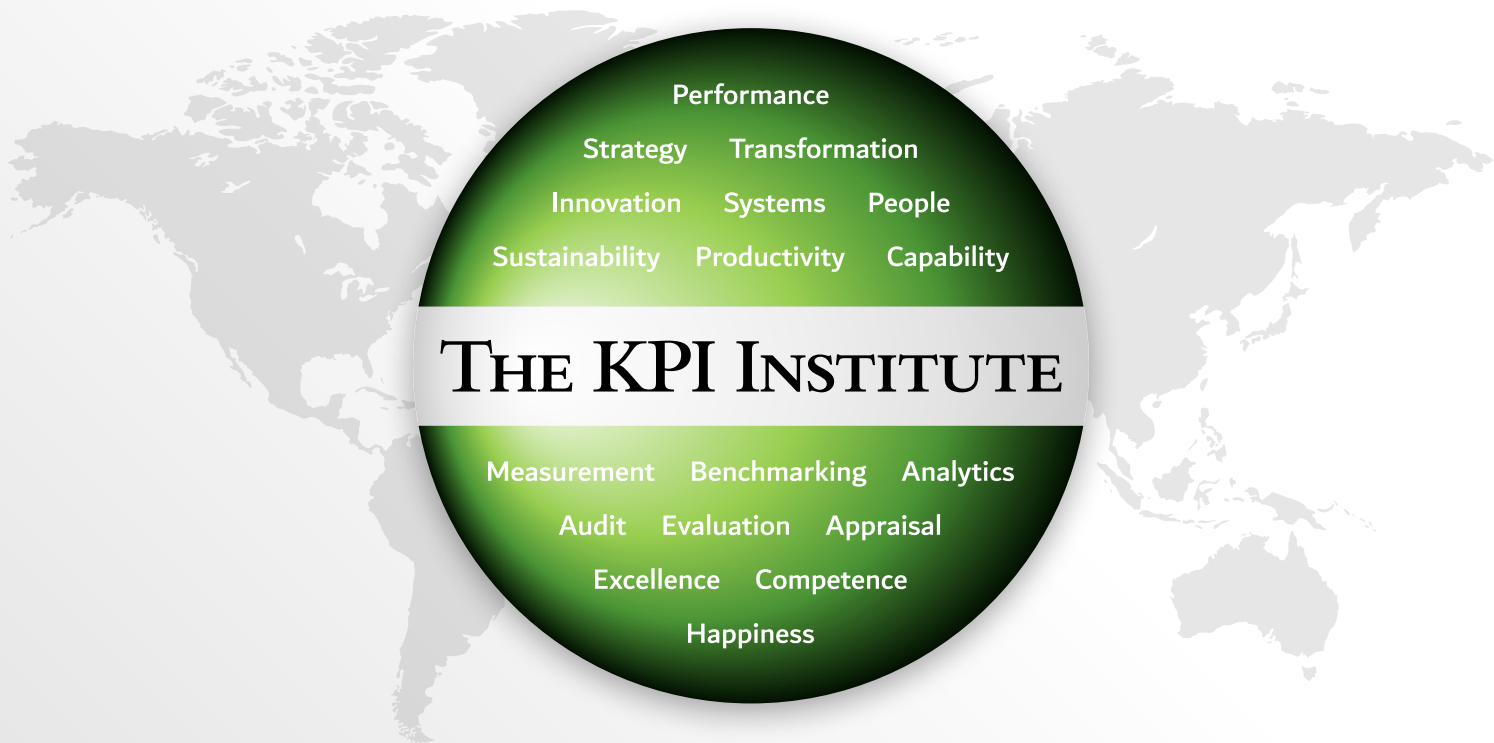 Performance
Strategy Transformation
Innovation Systems People
Sustainability Productivity Capability
The KPI Institute
Measurement Benchmarking Analytics
Audit Evaluation Appraisal
Excellence Competence
Happiness